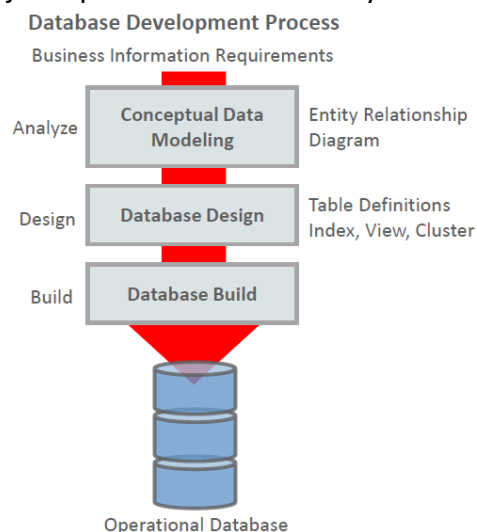 Database Development Process
Business Information Requirements
Analyze
Conceptual Data
Modeling
Entity Relationship
Diagram
Design
Database Design
Table Definitions
Index, View, Cluster
Build
Database Build
Operational Database